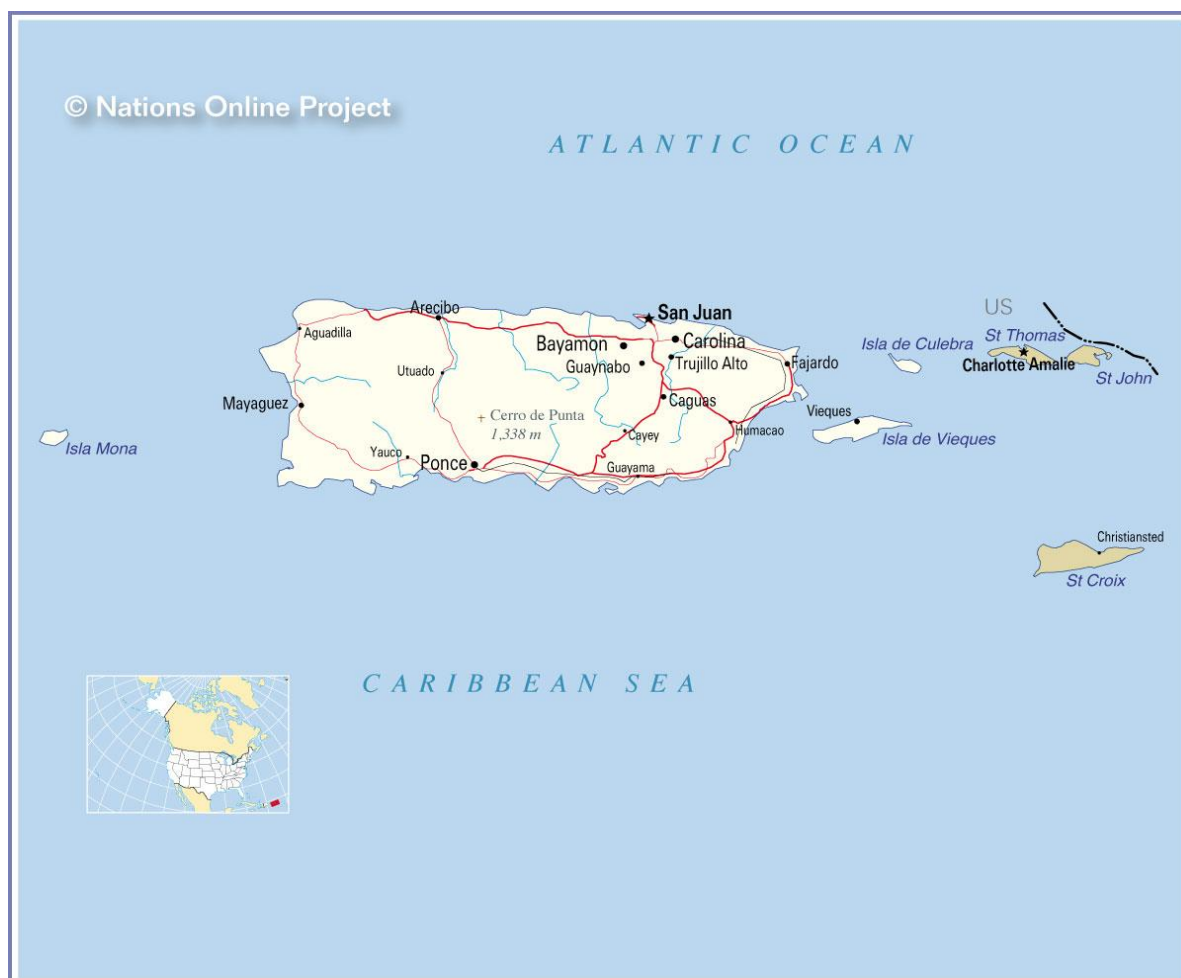 © Nations Online Project
ATLANTIC OCEAN
US
St Thomas
Charlotte Amalie
St John
Isla de Culebra
Arecibo
San Juan
Aguadilla
Bayamon
Carolina
Guaynabo
Trujillo Alto
Fajardo
Utuado
Mayaguez
Caguas
Cerro de Punta
1,338 m
Cayey
Humacao
Vieques
Isla de Vieques
Isla Mona
Yauco
Ponce
Guayama
Christiansted
St Croix
CARIBBEAN SEA